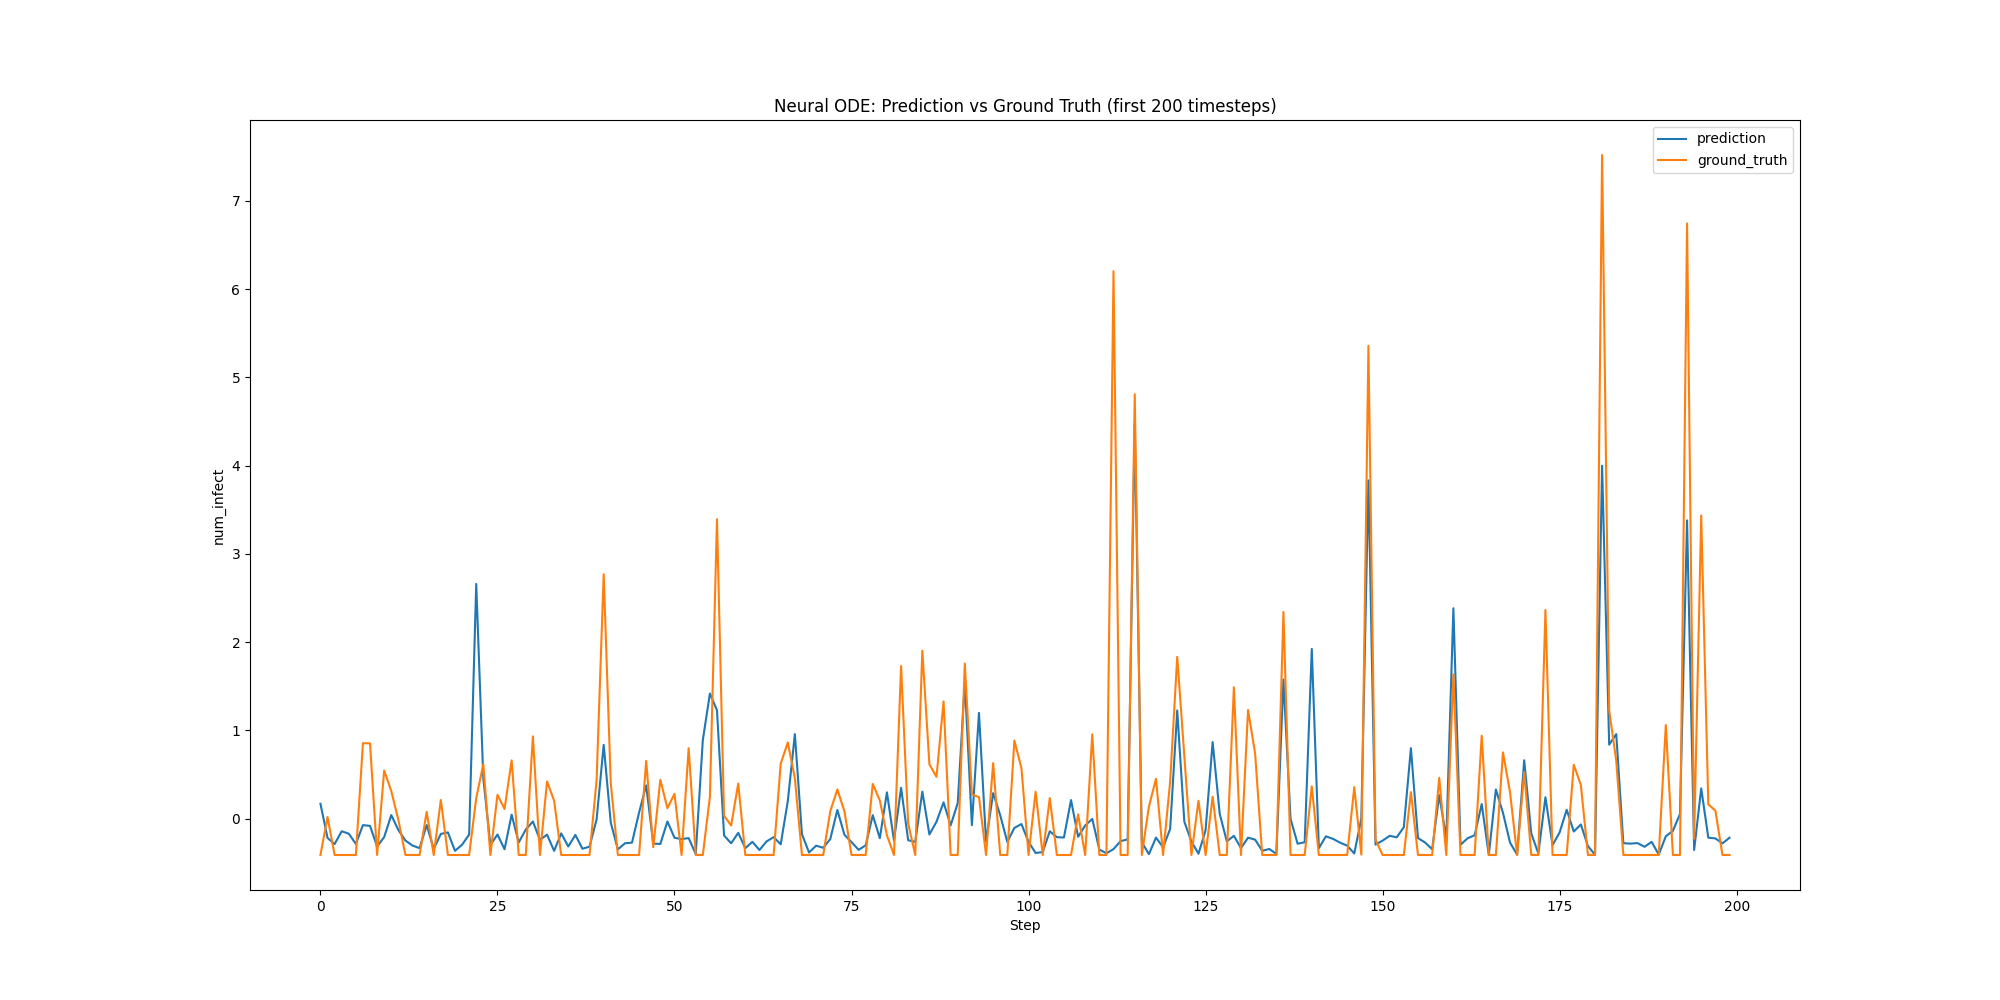 Neural ODE: Prediction vs Ground Truth (first 200 timesteps)
prediction
ground_truth
7
6
5
4
3
2
1
0
num_infect
0 25 50 75 100 125 150 175 200
Step